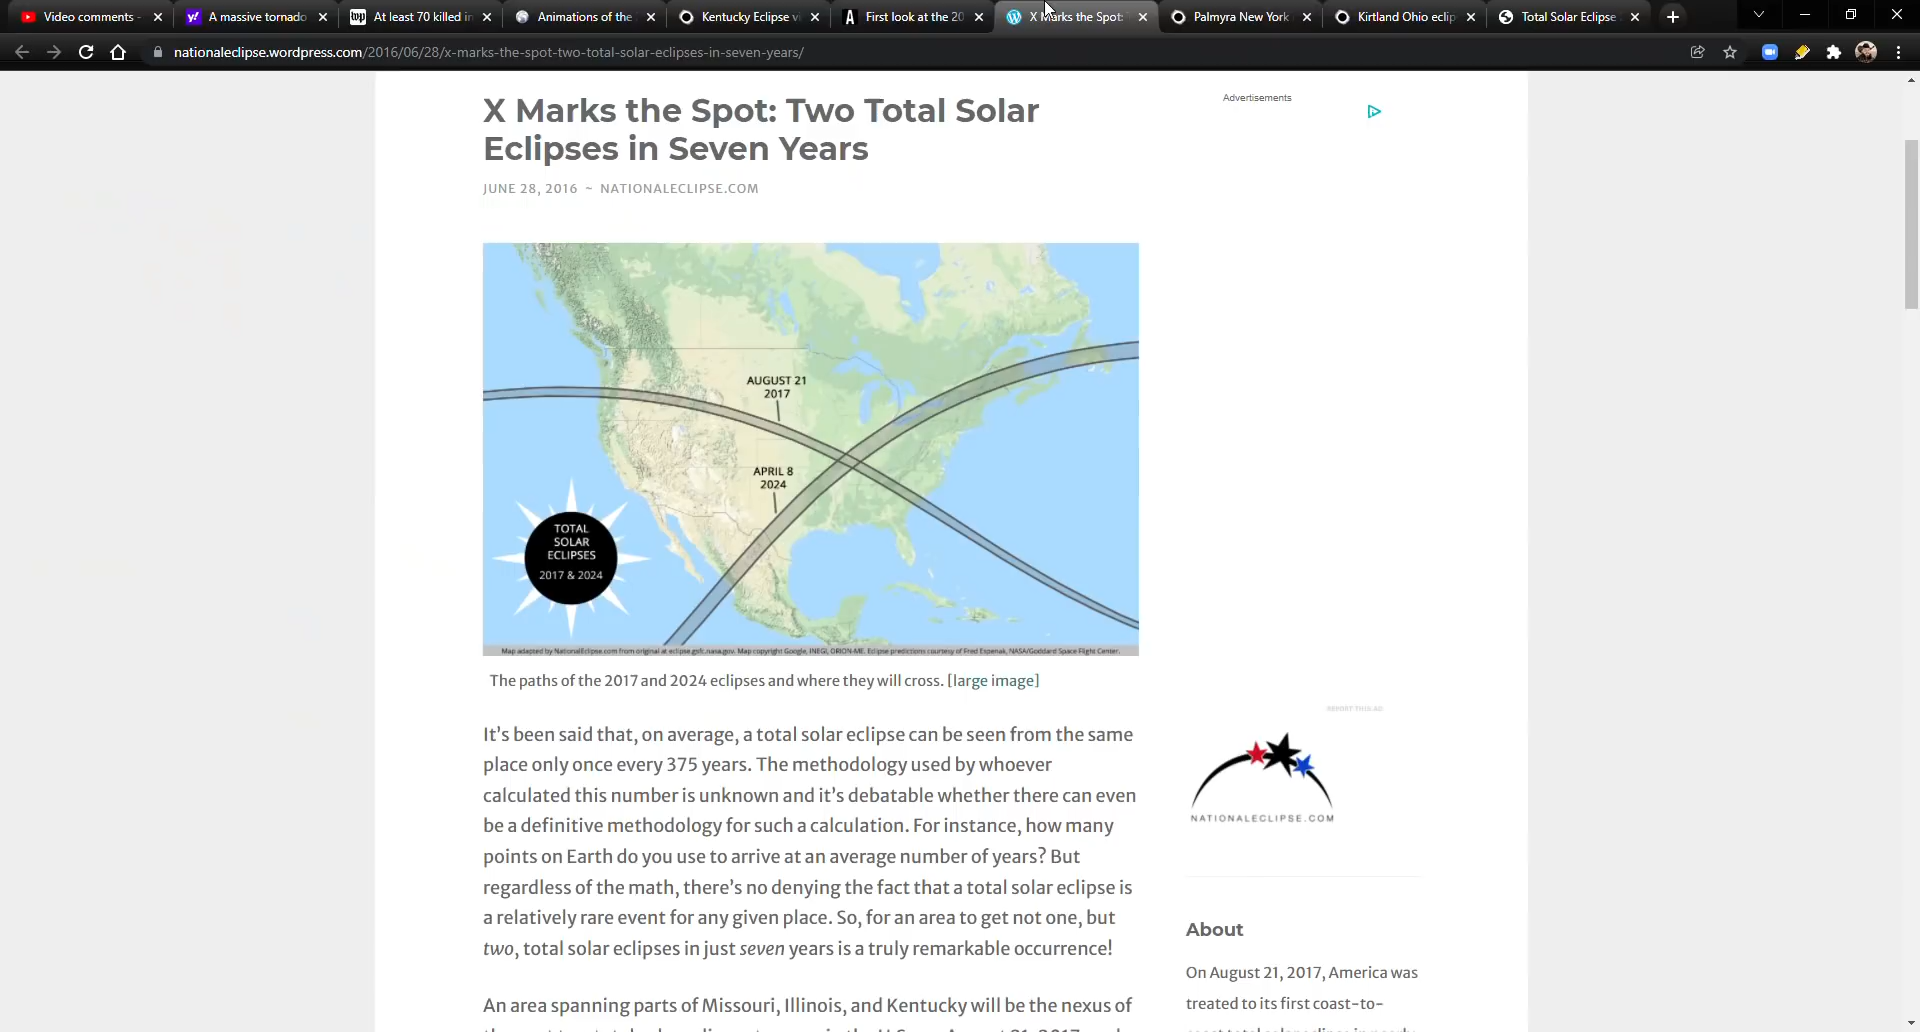 Video comments -
A massive tornado
At least 70 killed in
Animations of the
Kentucky Eclipse vi
First look at the 20
X Marks the Spot:
Palmyra New York
Kirtland Ohio eclip
Total Solar Eclipse
nationaleclipse.wordpress.com/2016/06/28/x-marks-the-spot-two-total-solar-eclipses-in-seven-years/
X Marks the Spot: Two Total Solar
Eclipses in Seven Years
JUNE 28, 2016 ~ NATIONALECLIPSE.COM
AUGUST 21
2017
APRIL 8
2024
TOTAL
SOLAR
ECLIPSES
2017 & 2024
Map adapted by NationalEclipse.com from original at eclipse.gsfc.nasa.gov. Map copyright Google, INEGI, ORION-ME. Eclipse predictions courtesy of Fred Espenak, NASA/Goddard Space Flight Center.
The paths of the 2017 and 2024 eclipses and where they will cross. [large image]
It’s been said that, on average, a total solar eclipse can be seen from the same
place only once every 375 years. The methodology used by whoever
calculated this number is unknown and it’s debatable whether there can even
be a definitive methodology for such a calculation. For instance, how many
points on Earth do you use to arrive at an average number of years? But
regardless of the math, there’s no denying the fact that a total solar eclipse is
a relatively rare event for any given place. So, for an area to get not one, but
two, total solar eclipses in just seven years is a truly remarkable occurrence!
An area spanning parts of Missouri, Illinois, and Kentucky will be the nexus of
Advertisements
REPORT THIS AD
NATIONALECLIPSE.COM
About
On August 21, 2017, America was
treated to its first coast-to-